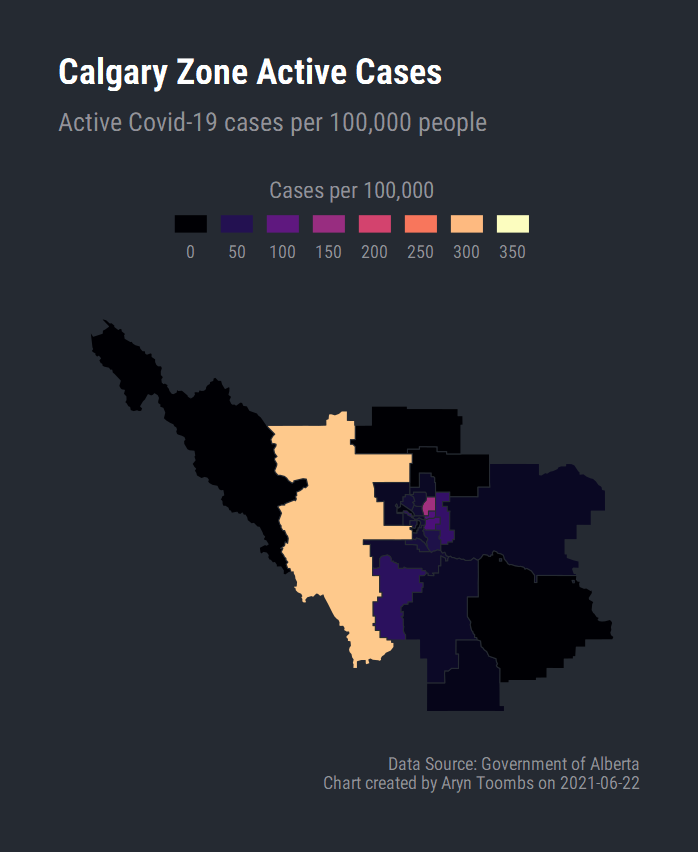 Calgary Zone Active Cases
Active Covid-19 cases per 100,000 people
Cases per 100,000
0 50 100 150 200 250 300 350
Data Source: Government of Alberta
Chart created by Aryn Toombs on 2021-06-22